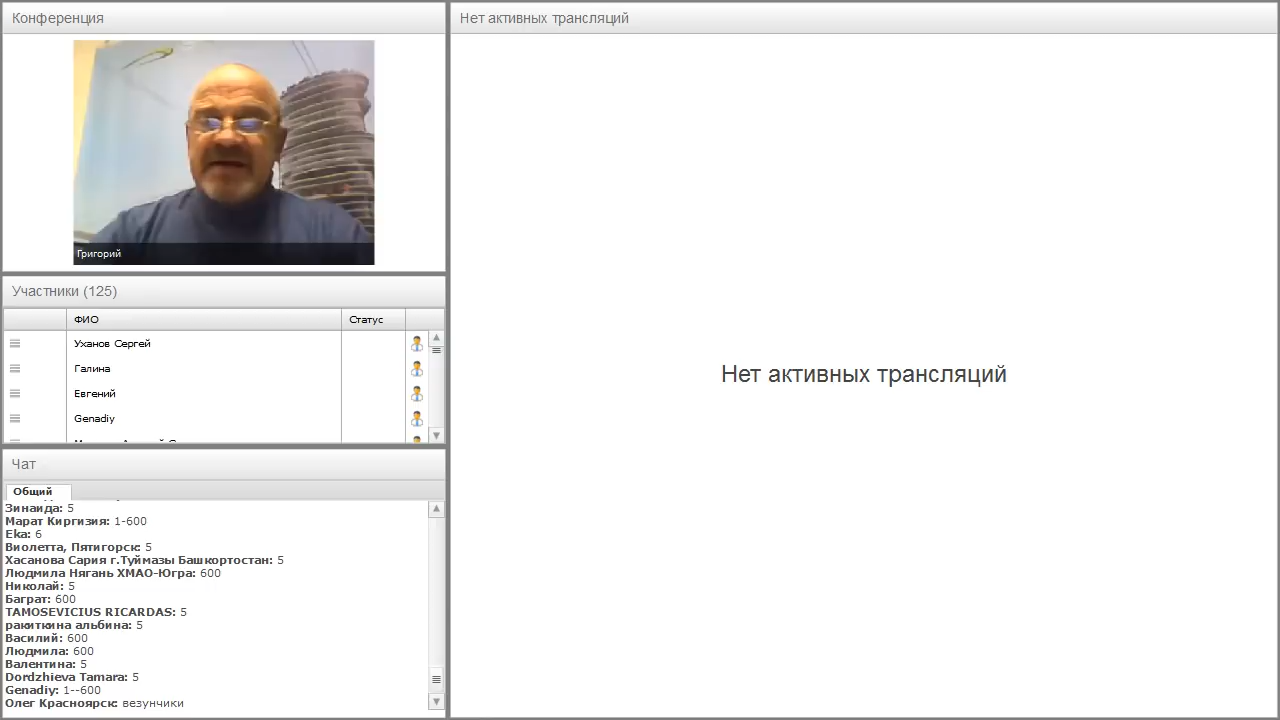 Конференция
Григорий
Участники (125)
ФИО Статус
Уханов Сергей
Галина
Евгений
Genadiy
Чат
Общий
Зинаида: 5
Марат Киргизия: 1-600
Eka: 6
Виолетта, Пятигорск: 5
Хасанова Сария г.Туймазы Башкортостан: 5
Людмила Нягань ХМАО-Югра: 600
Николай: 5
Баграт: 600
TAMOSEVICIUS RICARDAS: 5
ракиткина альбина: 5
Василий: 600
Людмила: 600
Валентина: 5
Dordzhieva Tamara: 5
Genadiy: 1--600
Олег Красноярск: везунчики
Нет активных трансляций
Нет активных трансляций